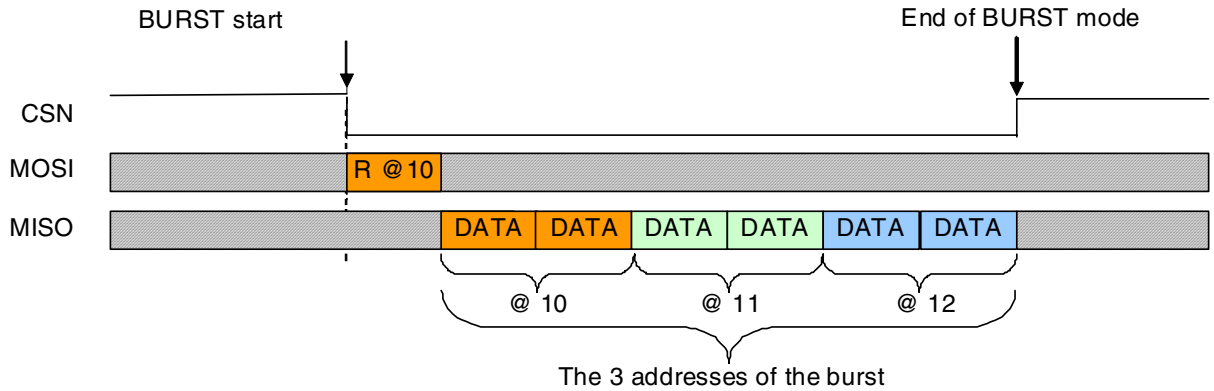 BURST start
End of BURST mode
CSN
MOSI
R @10
MISO
DATA DATA DATA DATA DATA DATA
@ 10
@ 11
@ 12
The 3 addresses of the burst